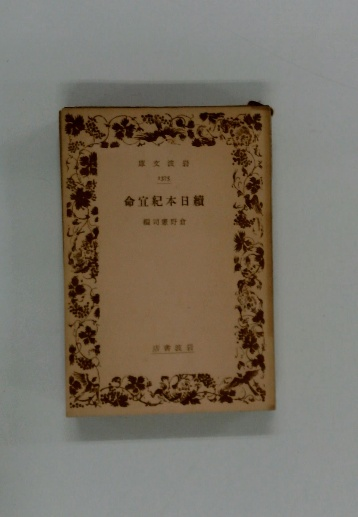 岩波文庫
續日本紀宣命
倉野憲司編
岩波書店